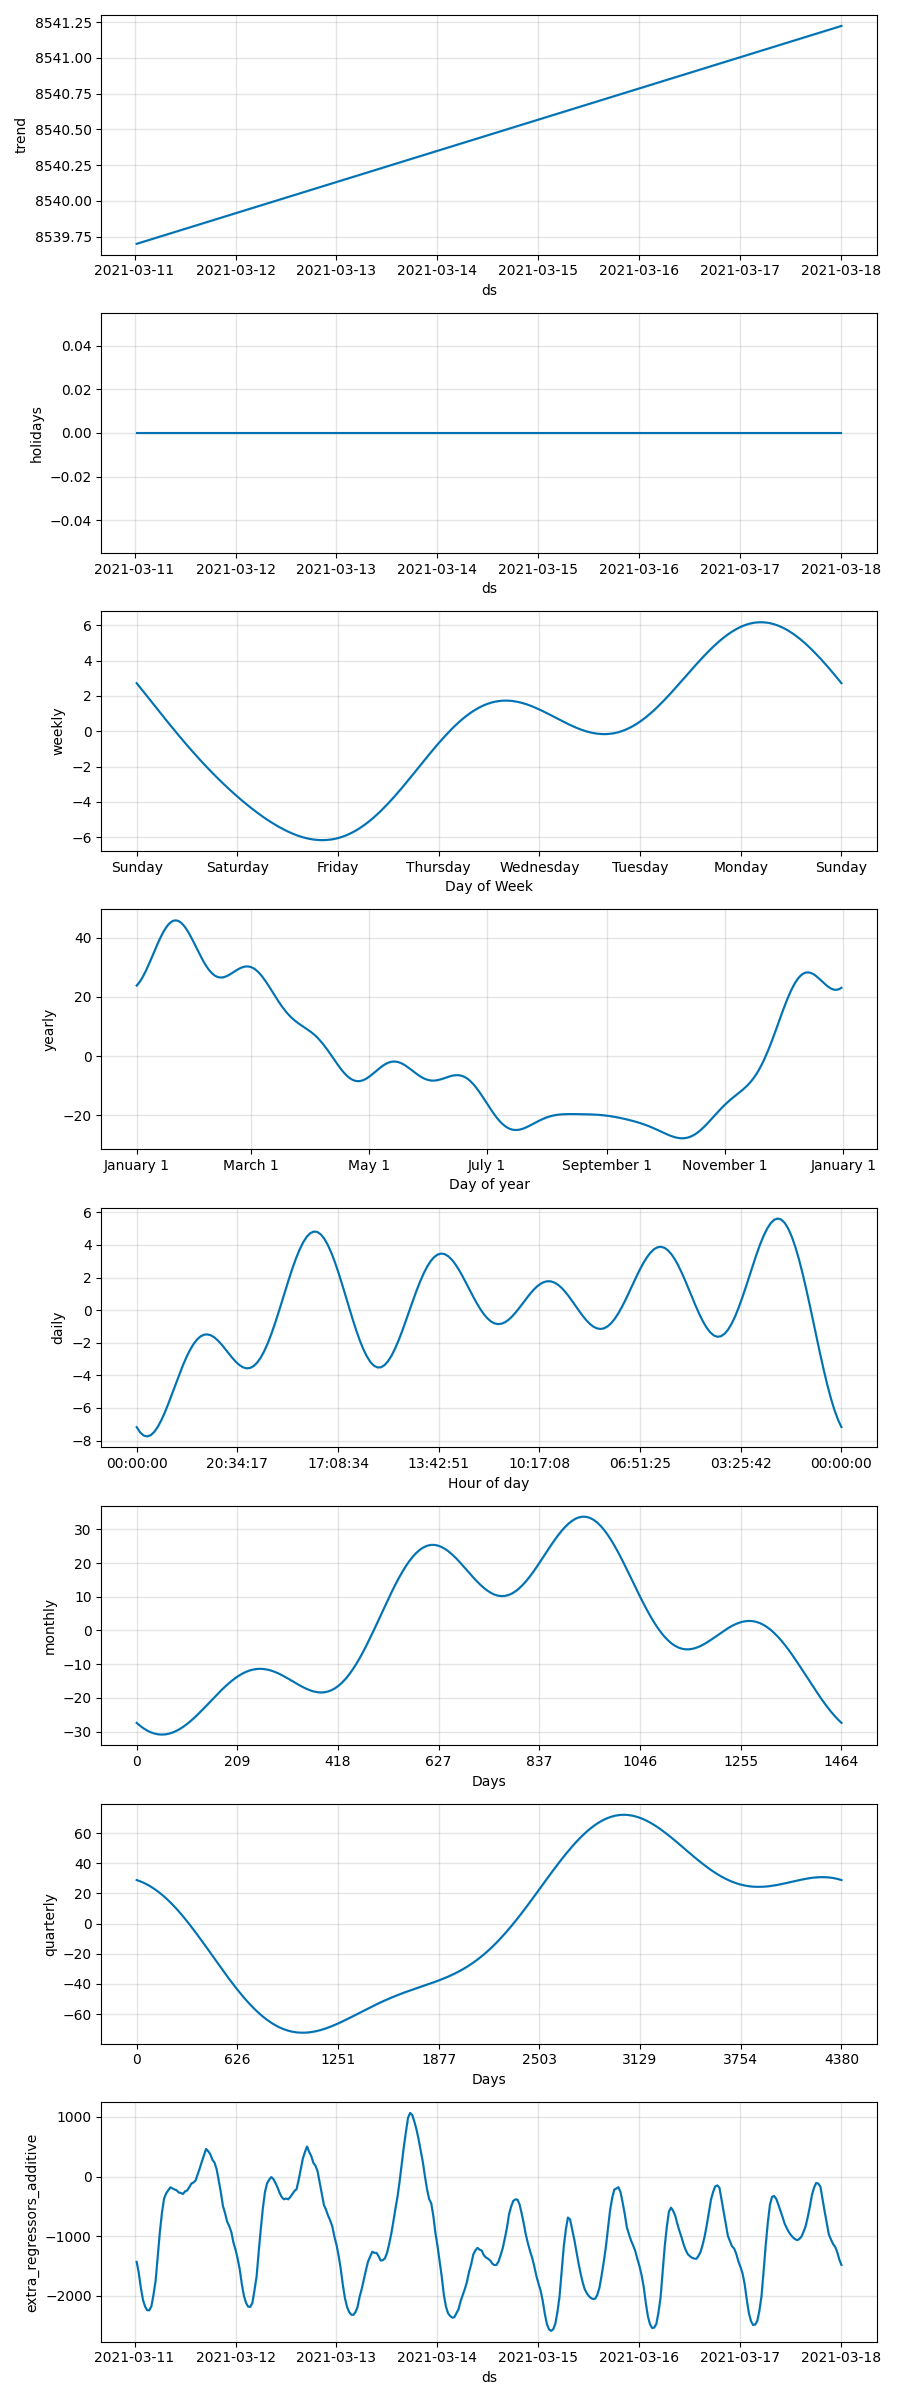 8541.25
8541.00
8540.75
8540.50
8540.25
8540.00
8539.75
trend
2021-03-11 2021-03-12 2021-03-13 2021-03-14 2021-03-15 2021-03-16 2021-03-17 2021-03-18
ds
0.04
0.02
0.00
−0.02
−0.04
holidays
2021-03-11 2021-03-12 2021-03-13 2021-03-14 2021-03-15 2021-03-16 2021-03-17 2021-03-18
ds
6
4
2
0
−2
−4
−6
weekly
Sunday Saturday Friday Thursday Wednesday Tuesday Monday Sunday
Day of Week
40
20
0
−20
yearly
January 1 March 1 May 1 July 1 September 1 November 1 January 1
Day of year
6
4
2
0
−2
−4
−6
−8
daily
00:00:00 20:34:17 17:08:34 13:42:51 10:17:08 06:51:25 03:25:42 00:00:00
Hour of day
30
20
10
0
−10
−20
−30
monthly
0 209 418 627 837 1046 1255 1464
Days
60
40
20
0
−20
−40
−60
quarterly
0 626 1251 1877 2503 3129 3754 4380
Days
1000
0
−1000
−2000
extra_regressors_additive
2021-03-11 2021-03-12 2021-03-13 2021-03-14 2021-03-15 2021-03-16 2021-03-17 2021-03-18
ds